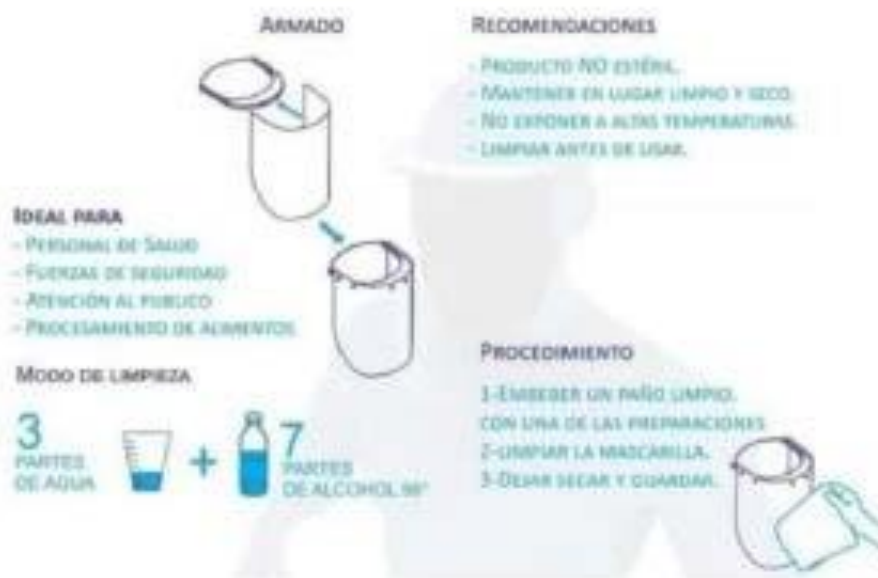 ARMADO
RECOMENDACIONES
- PRODUCTO NO ESTÉRIL.
- MANTENER EN LUGAR LIMPIO Y SECO.
- NO EXPONER A ALTAS TEMPERATURAS.
- LIMPIAR ANTES DE USAR.
IDEAL PARA
- PERSONAL DE SALUD
- FUERZAS DE SEGURIDAD
- ATENCIÓN AL PUBLICO
- PROCESAMIENTO DE ALIMENTOS
MODO DE LIMPIEZA
3
PARTES
DE AGUA
+
7
PARTES
DE ALCOHOL
PROCEDIMIENTO
1-EMBEBER UN PAÑO LIMPIO.
CON UNA DE LAS PREPARACIONES
2-LIMPIAR LA MASCARILLA.
3-DEJAR SECAR Y GUARDAR.